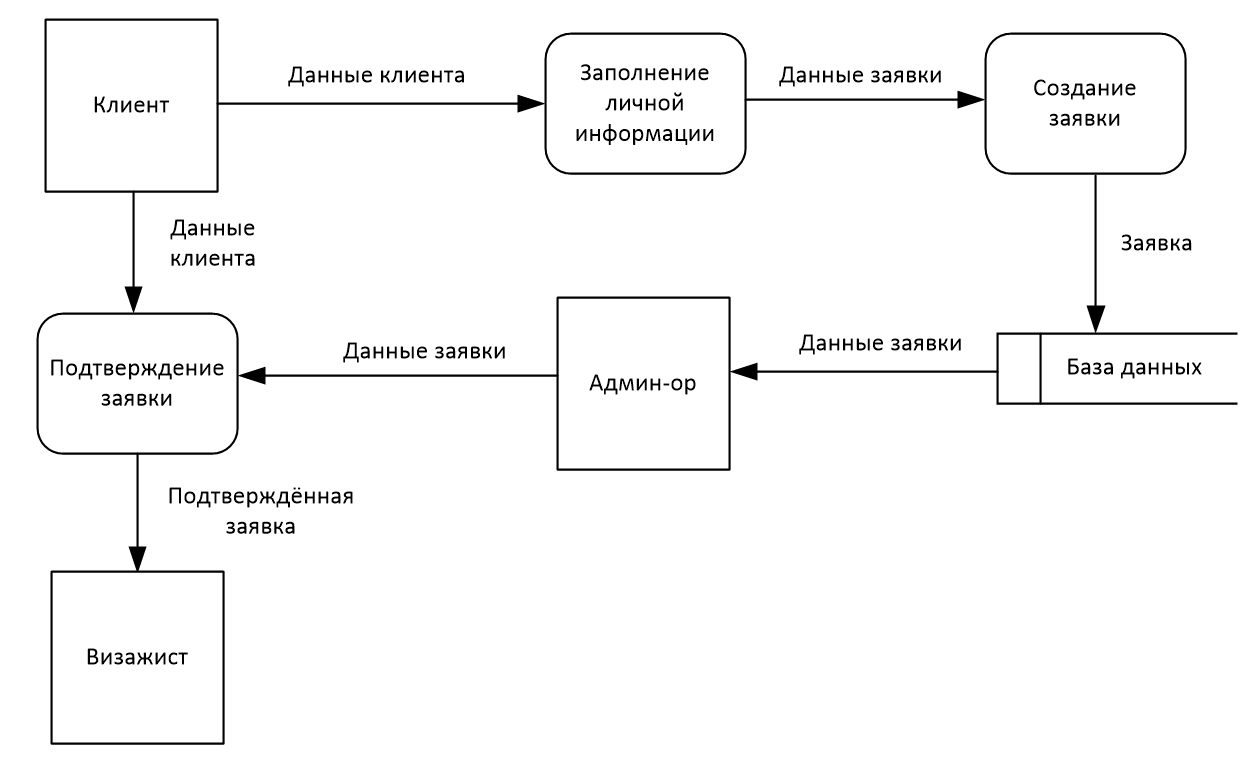 Клиент
Данные клиента
Заполнение
личной
информации
Данные заявки
Создание
заявки
Данные
клиента
Заявка
Подтверждение
заявки
Данные заявки
Админ-ор
Данные заявки
База данных
Подтверждённая
заявка
Визажист